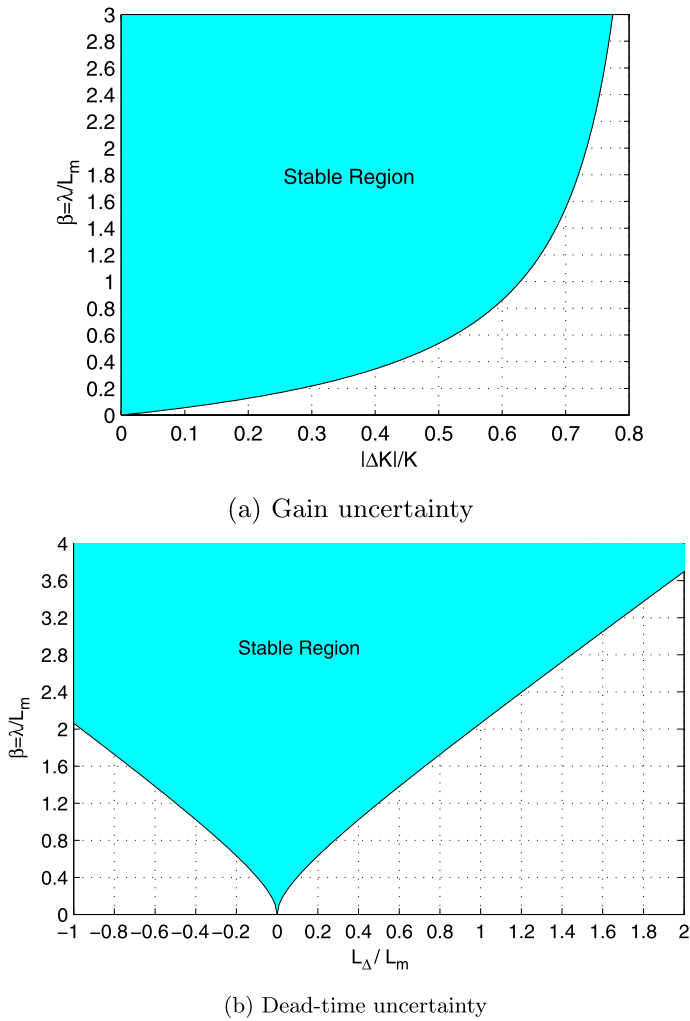 3
2.8
2.6
2.4
2.2
2
1.8
1.6
1.4
1.2
1
0.8
0.6
0.4
0.2
0
β=λ/Lm
Stable Region
0 0.1 0.2 0.3 0.4 0.5 0.6 0.7 0.8
|ΔK|/K
(a) Gain uncertainty
4
3.6
3.2
2.8
2.4
2
1.6
1.2
0.8
0.4
0
β=λ/Lm
Stable Region
−1 −0.8 −0.6 −0.4 −0.2 0 0.2 0.4 0.6 0.8 1 1.2 1.4 1.6 1.8 2
LΔ / Lm
(b) Dead-time uncertainty